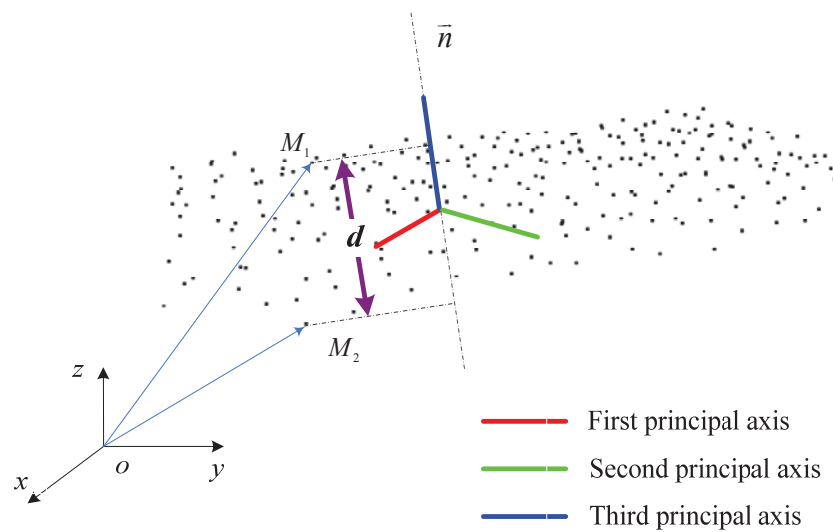 n⃗
M₁
d
M₂
z
x
o
y
First principal axis
Second principal axis
Third principal axis